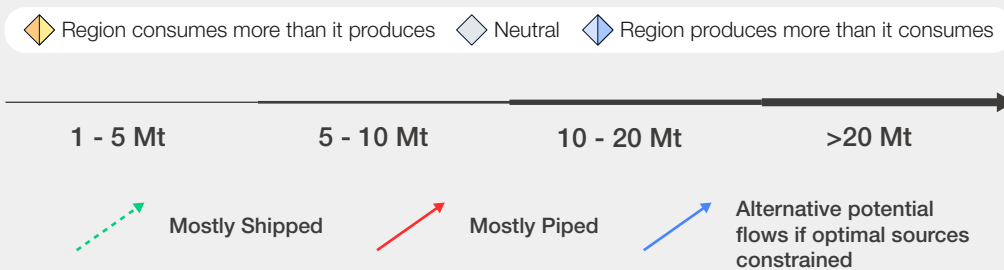 Region consumes more than it produces Neutral Region produces more than it consumes
1 - 5 Mt 5 - 10 Mt 10 - 20 Mt >20 Mt
Mostly Shipped
Mostly Piped
Alternative potential
flows if optimal sources
constrained